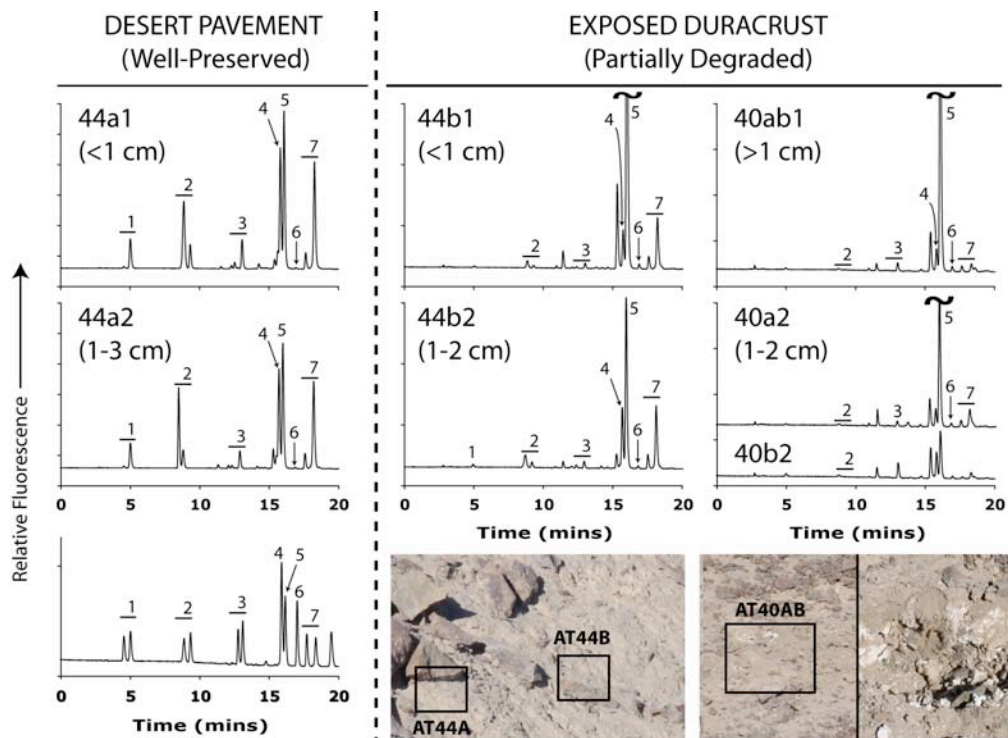 DESERT PAVEMENT
(Well-Preserved)
EXPOSED DURACRUST
(Partially Degraded)
Relative Fluorescence
44a1
(<1 cm)
1
2
3
4
5
6
7
44b1
(<1 cm)
2
3
4
5
6
7
40ab1
(>1 cm)
2
3
4
5
6
7
44a2
(1-3 cm)
1
2
3
4
5
6
7
0 5 10 15 20
44b2
(1-2 cm)
1
2
3
4
5
6
7
0 5 10 15 20
Time (mins)
40a2
(1-2 cm)
2
3
5
6
7
40b2
2
0 5 10 15 20
Time (mins)
1
2
3
4
5
6
7
0 5 10 15 20
Time (mins)
AT44A
AT44B
AT40AB